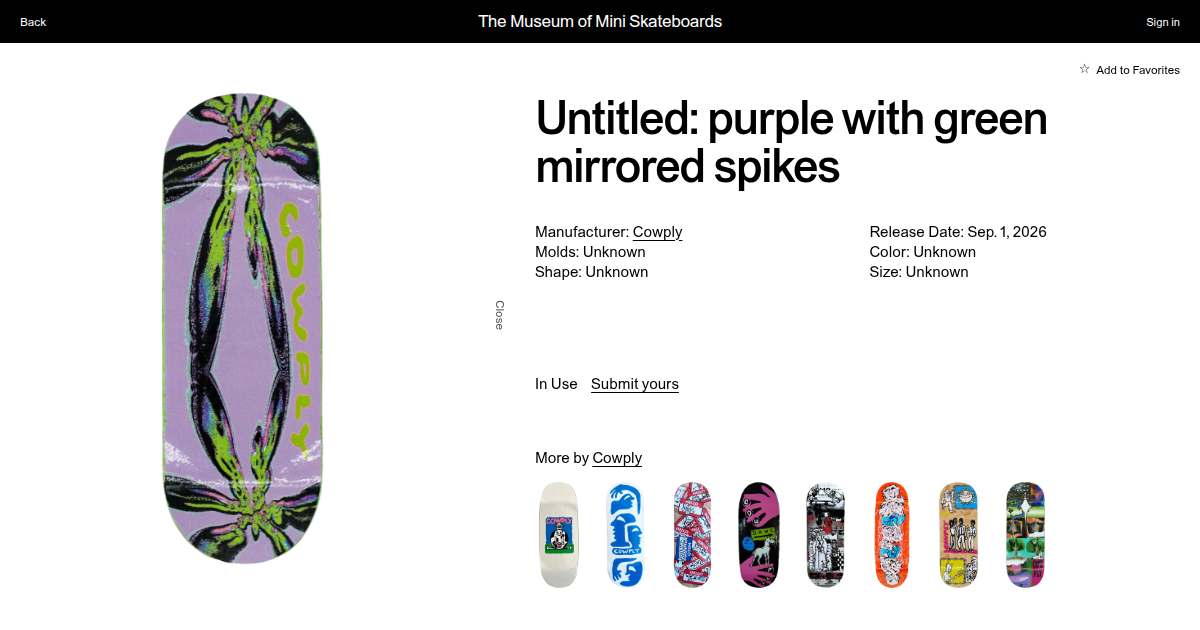 Back
The Museum of Mini Skateboards
Sign in
☆ Add to Favorites
Untitled: purple with green
mirrored spikes
COWPLY
Manufacturer: Cowply
Release Date: Sep. 1, 2026
Molds: Unknown
Color: Unknown
Shape: Unknown
Size: Unknown
Close
In Use Submit yours
More by Cowply
COWPLY
COWPLY